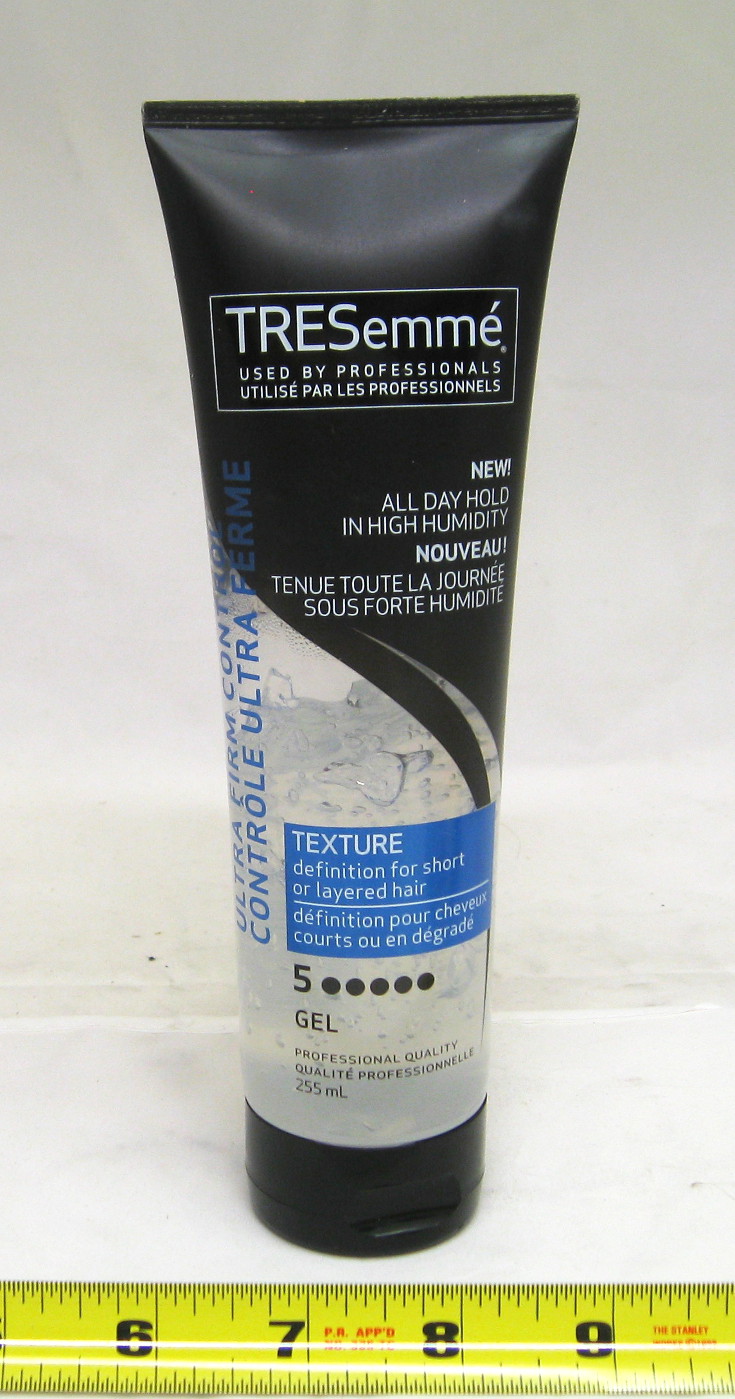 TRESemmé®
USED BY PROFESSIONALS
UTILISÉ PAR LES PROFESSIONNELS
NEW!
ALL DAY HOLD
IN HIGH HUMIDITY
NOUVEAU!
TENUE TOUTE LA JOURNÉE
SOUS FORTE HUMIDITÉ
ULTRA FIRM CONTROL
CONTRÔLE ULTRA FERME
TEXTURE
definition for short
or layered hair
définition pour cheveux
courts ou en dégradé
5
GEL
PROFESSIONAL QUALITY
QUALITÉ PROFESSIONNELLE
255 mL
6 7 P.R. APP'D 8 9 THE STANLEY